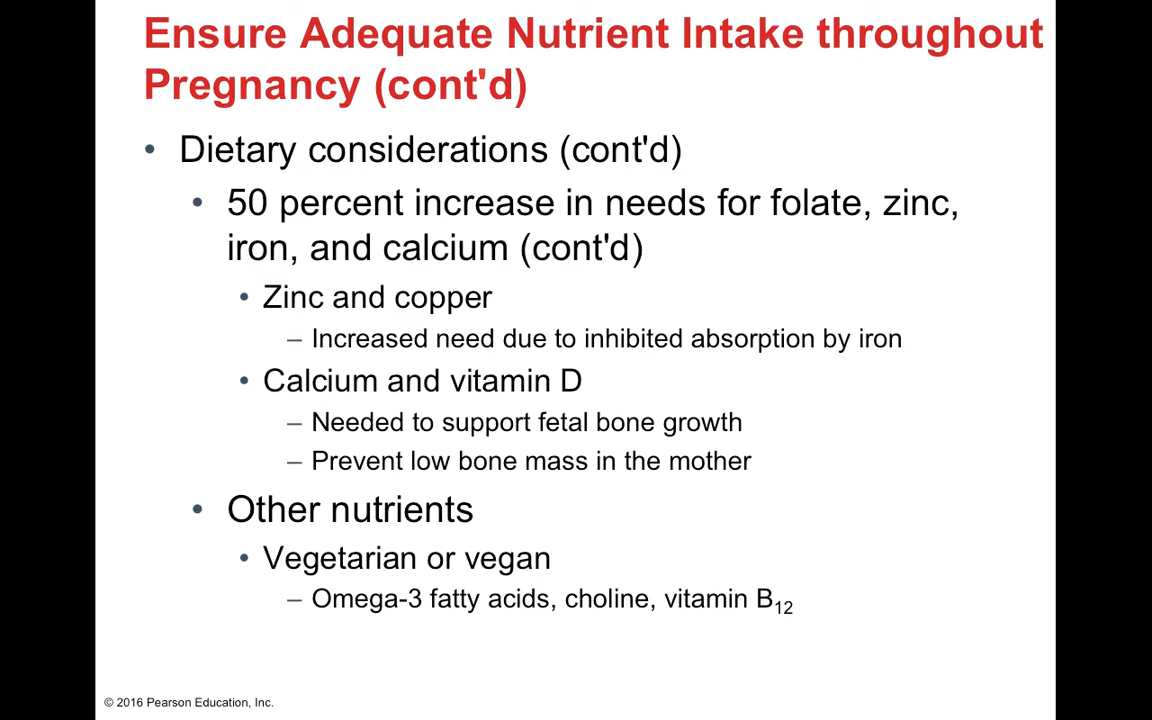 Ensure Adequate Nutrient Intake throughout
Pregnancy (cont'd)
• Dietary considerations (cont'd)
• 50 percent increase in needs for folate, zinc,
iron, and calcium (cont'd)
• Zinc and copper
– Increased need due to inhibited absorption by iron
• Calcium and vitamin D
– Needed to support fetal bone growth
– Prevent low bone mass in the mother
• Other nutrients
• Vegetarian or vegan
– Omega-3 fatty acids, choline, vitamin B₁₂
© 2016 Pearson Education, Inc.